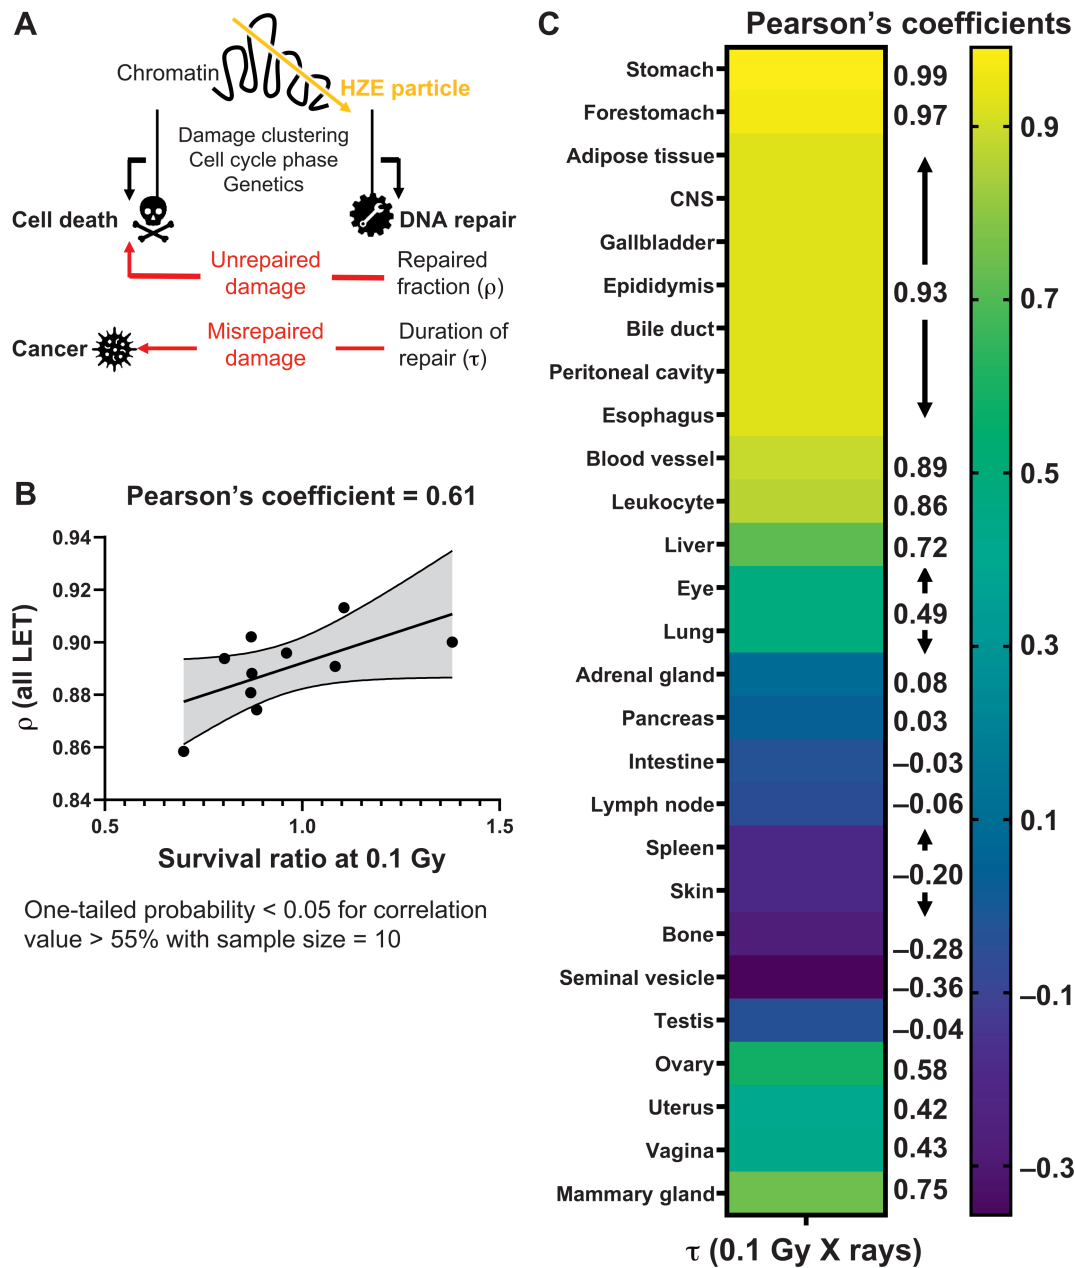 A
Chromatin
HZE particle
Damage clustering
Cell cycle phase
Genetics
Cell death
DNA repair
Unrepaired
damage
Repaired
fraction (ρ)
Cancer
Misrepaired
damage
Duration of
repair (τ)
B
Pearson's coefficient = 0.61
ρ (all LET)
0.94
0.92
0.90
0.88
0.86
0.84
0.5
1.0
1.5
Survival ratio at 0.1 Gy
One-tailed probability < 0.05 for correlation
value > 55% with sample size = 10
C
Pearson's coefficients
Stomach
0.99
Forestomach
0.97
Adipose tissue
CNS
Gallbladder
Epididymis
0.93
Bile duct
Peritoneal cavity
Esophagus
Blood vessel
0.89
Leukocyte
0.86
Liver
0.72
Eye
0.49
Lung
Adrenal gland
0.08
Pancreas
0.03
Intestine
–0.03
Lymph node
–0.06
Spleen
–0.20
Skin
Bone
–0.28
Seminal vesicle
–0.36
Testis
–0.04
Ovary
0.58
Uterus
0.42
Vagina
0.43
Mammary gland
0.75
τ (0.1 Gy X rays)
0.9
0.7
0.5
0.3
0.1
–0.1
–0.3